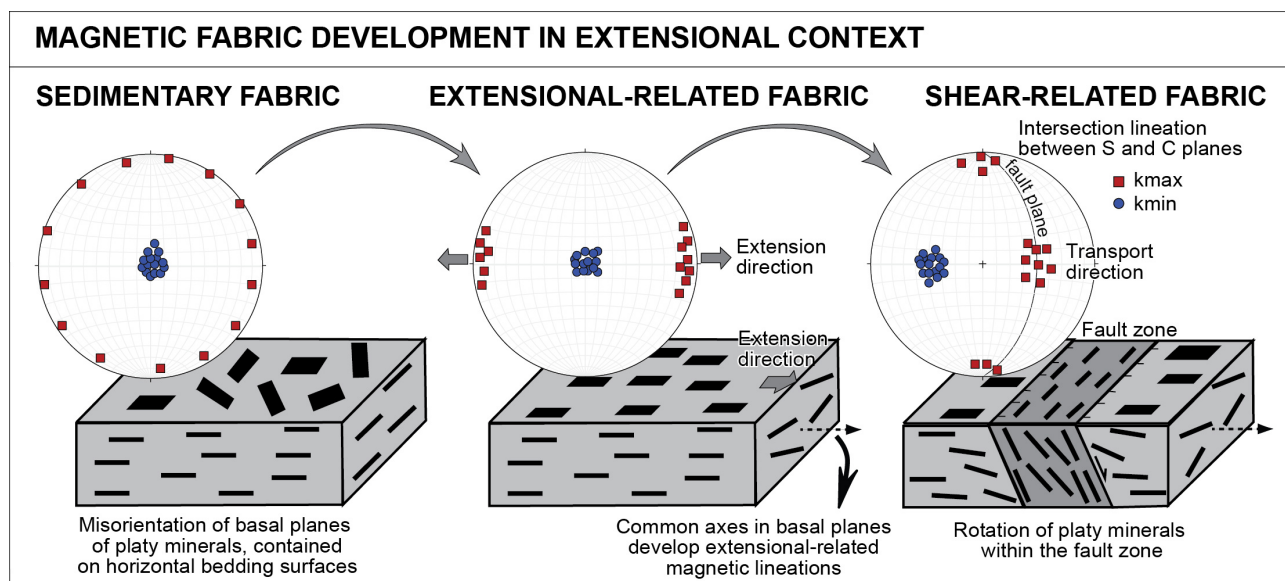 MAGNETIC FABRIC DEVELOPMENT IN EXTENSIONAL CONTEXT
SEDIMENTARY FABRIC
EXTENSIONAL-RELATED FABRIC
SHEAR-RELATED FABRIC
Intersection lineation
between S and C planes
kmax
kmin
fault plane
Extension
direction
Transport
direction
Extension
direction
Fault zone
Misorientation of basal planes
of platy minerals, contained
on horizontal bedding surfaces
Common axes in basal planes
develop extensional-related
magnetic lineations
Rotation of platy minerals
within the fault zone